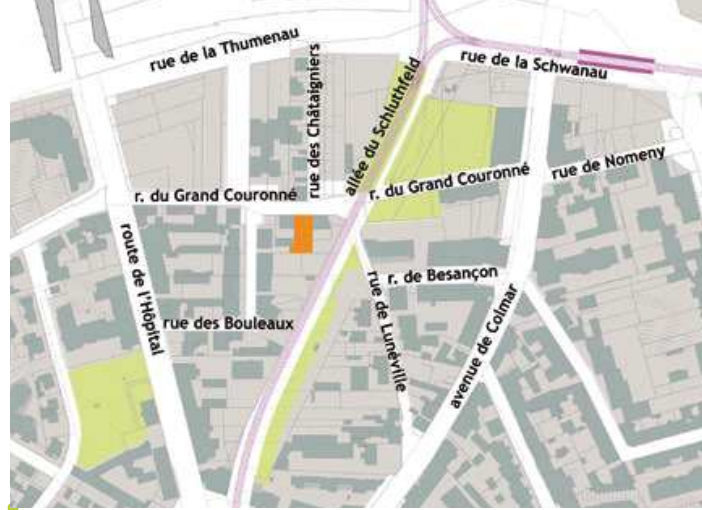 rue de la Thumenau
rue des Châtaigniers
allée du Schluthfeld
rue de la Schwanau
r. du Grand Couronné
r. du Grand Couronné
rue de Nomeny
route de l'Hôpital
rue des Bouleaux
rue de Lunéville
r. de Besançon
avenue de Colmar